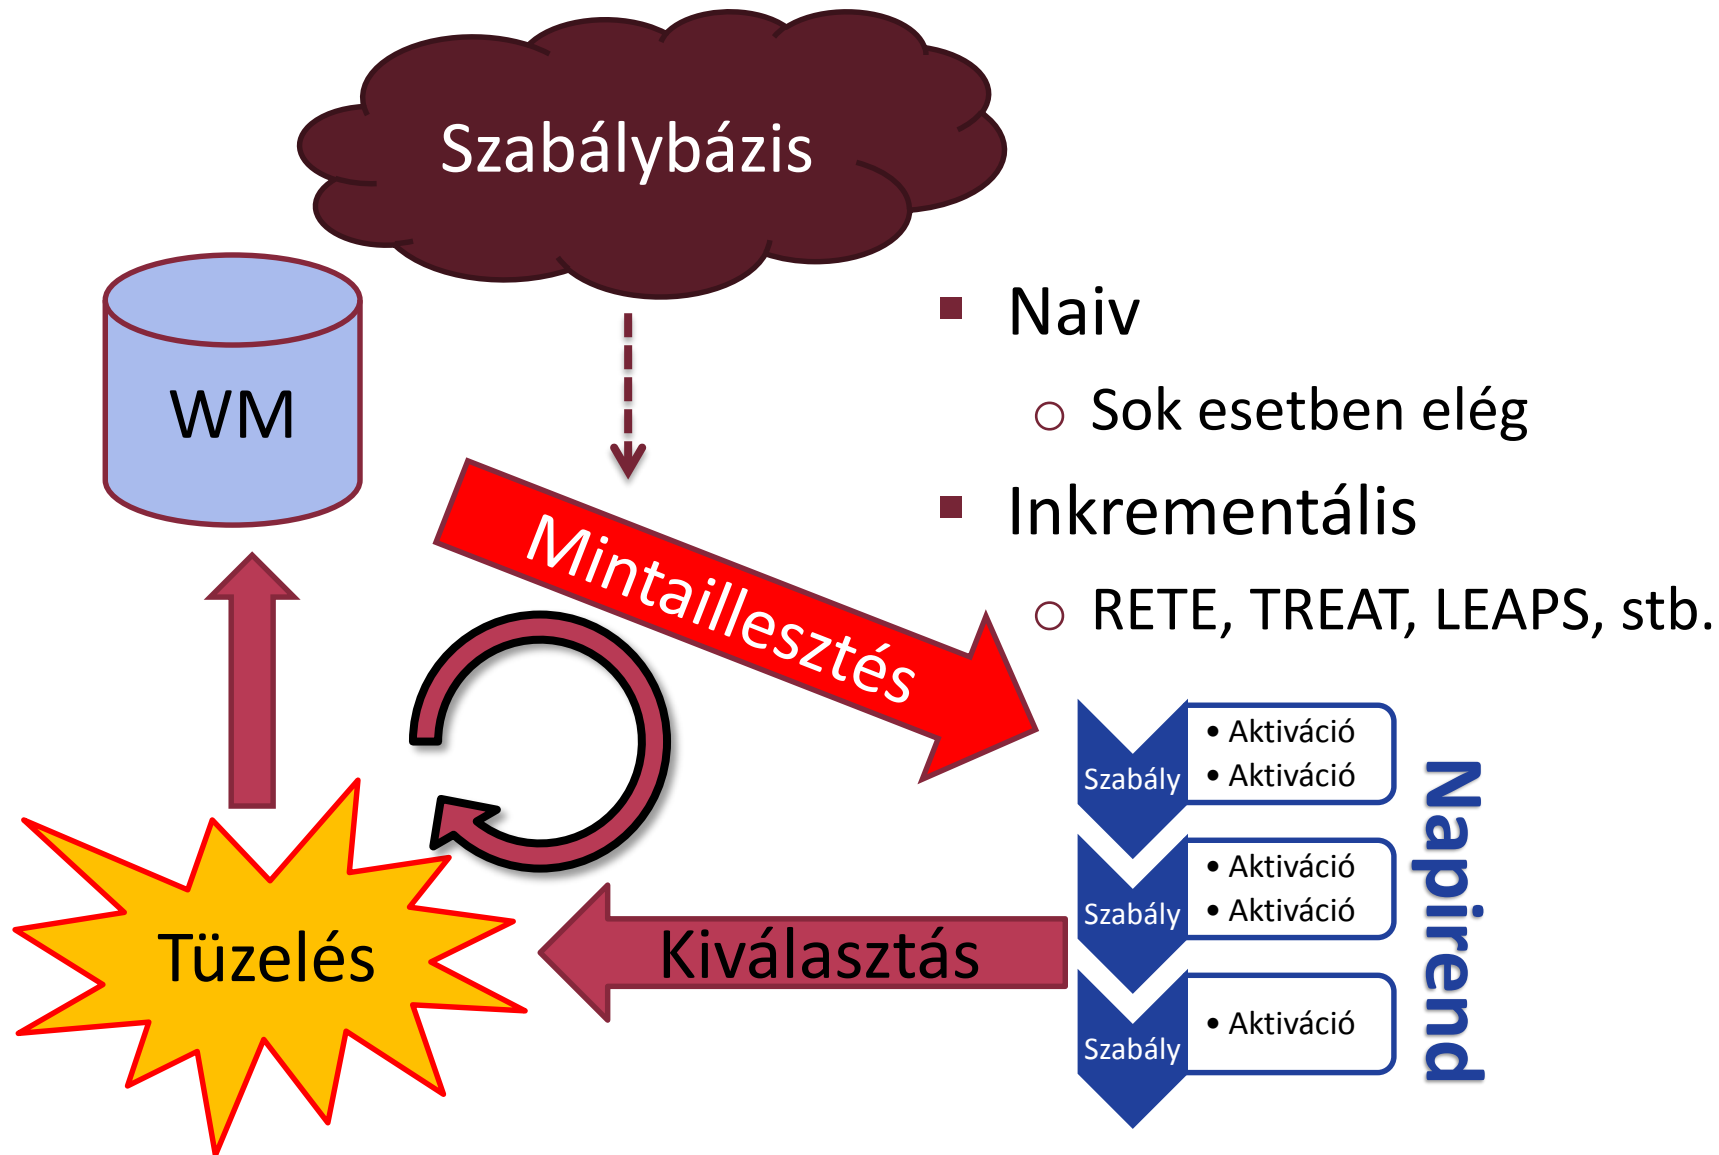 Szabálybázis
WM
▪ Naiv
o Sok esetben elég
▪ Inkrementális
o RETE, TREAT, LEAPS, stb.
Mintaillesztés
Szabály
• Aktiváció
• Aktiváció
Szabály
• Aktiváció
• Aktiváció
Szabály
• Aktiváció
Napirend
Kiválasztás
Tüzelés